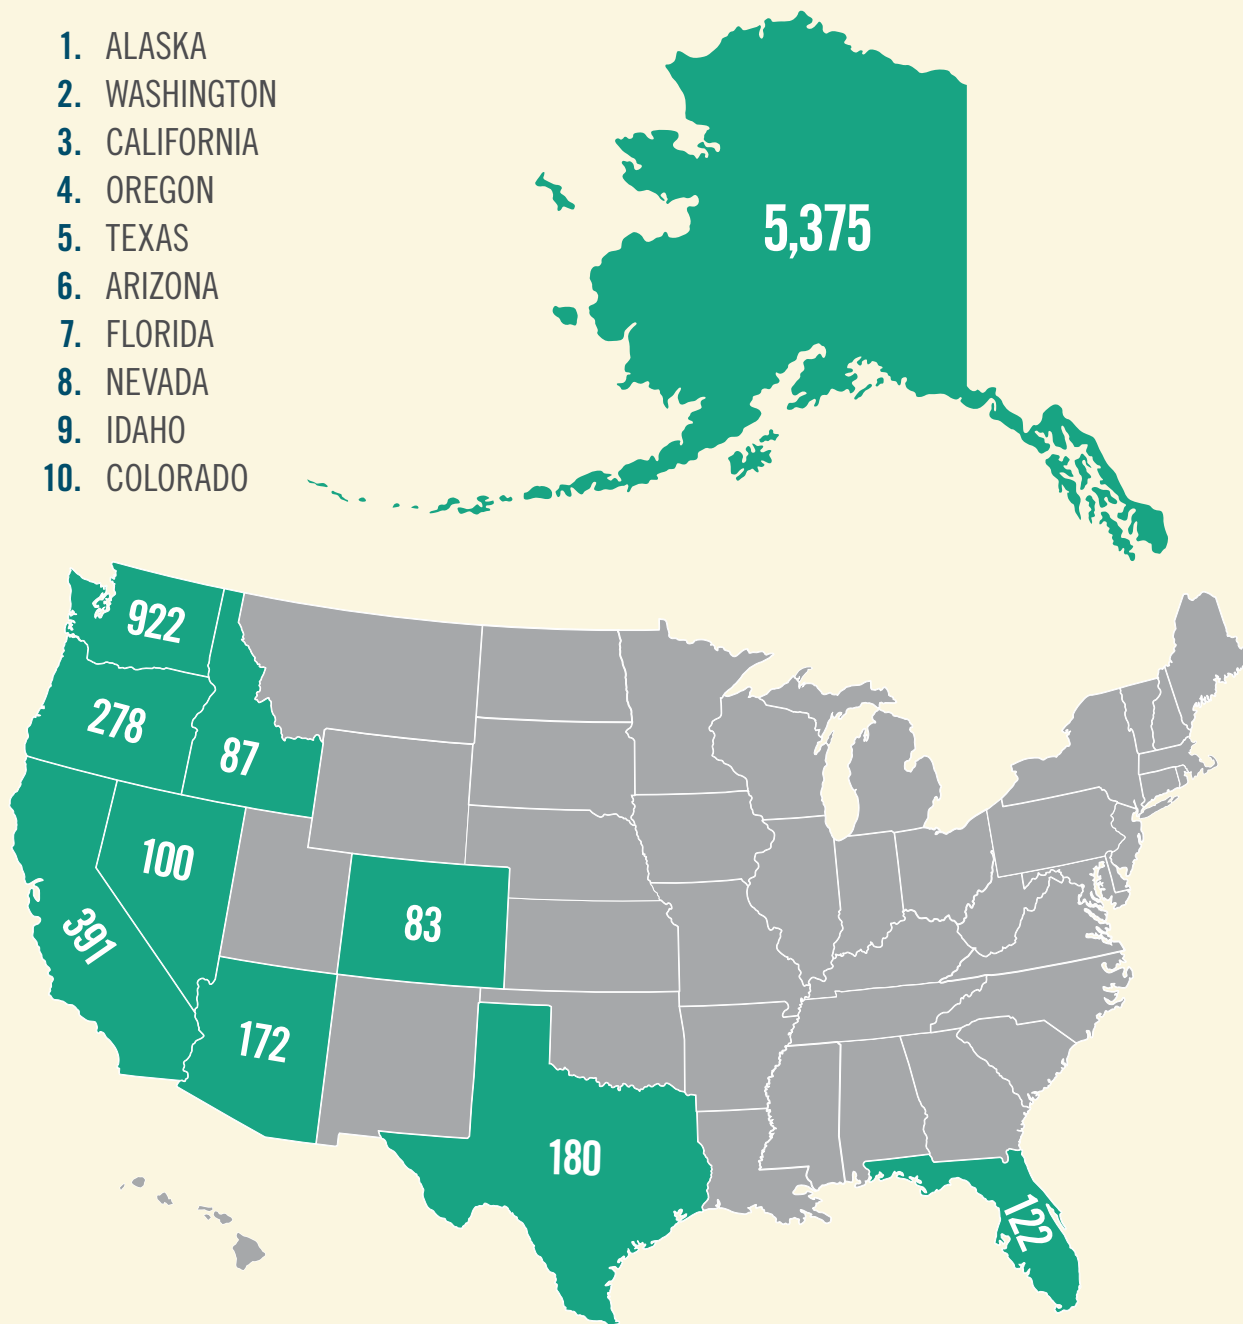 1. ALASKA
2. WASHINGTON
3. CALIFORNIA
4. OREGON
5. TEXAS
6. ARIZONA
7. FLORIDA
8. NEVADA
9. IDAHO
10. COLORADO
5,375
922
278
87
100
391
83
172
180
122